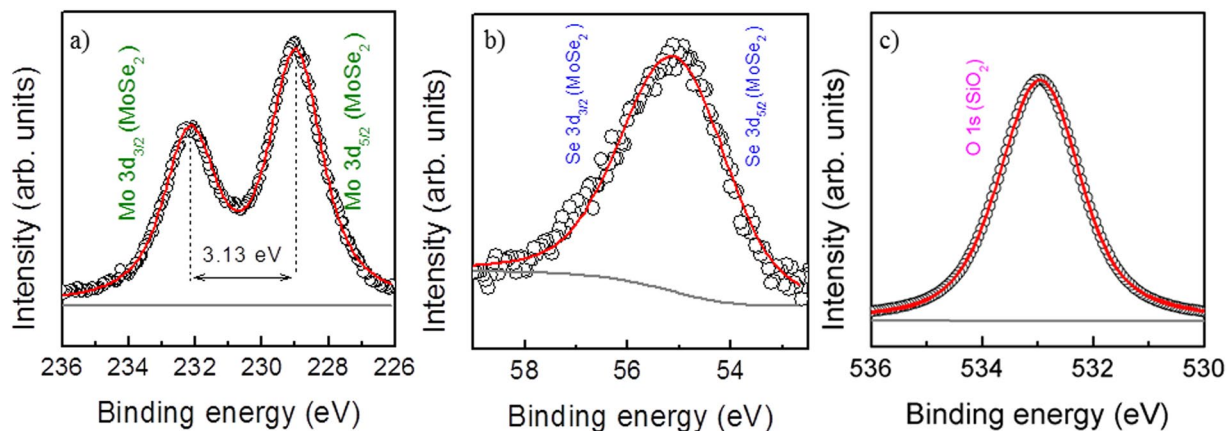 a)
Intensity (arb. units)
Mo 3d3/2 (MoSe2)
Mo 3d5/2 (MoSe2)
3.13 eV
236 234 232 229 228 226
Binding energy (eV)
b)
Intensity (arb. units)
Se 3d3/2 (MoSe2)
Se 3d5/2 (MoSe2)
58 56 54
Binding energy (eV)
c)
Intensity (arb. units)
O 1s (SiO2)
536 534 532 530
Binding energy (eV)